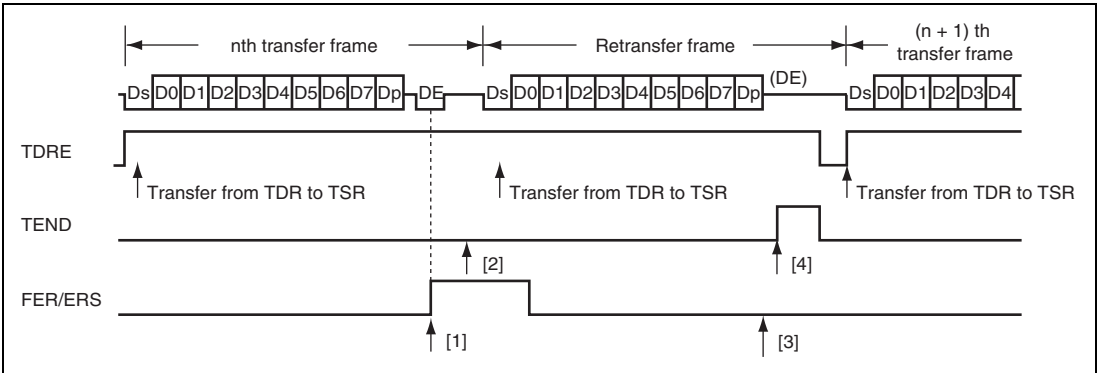 nth transfer frame
Retransfer frame
(n + 1) th
transfer frame
(DE)
Ds D0 D1 D2 D3 D4 D5 D6 D7 Dp DE Ds D0 D1 D2 D3 D4 D5 D6 D7 Dp Ds D0 D1 D2 D3 D4
TDRE
Transfer from TDR to TSR Transfer from TDR to TSR Transfer from TDR to TSR
TEND
[2] [4]
FER/ERS
[1] [3]